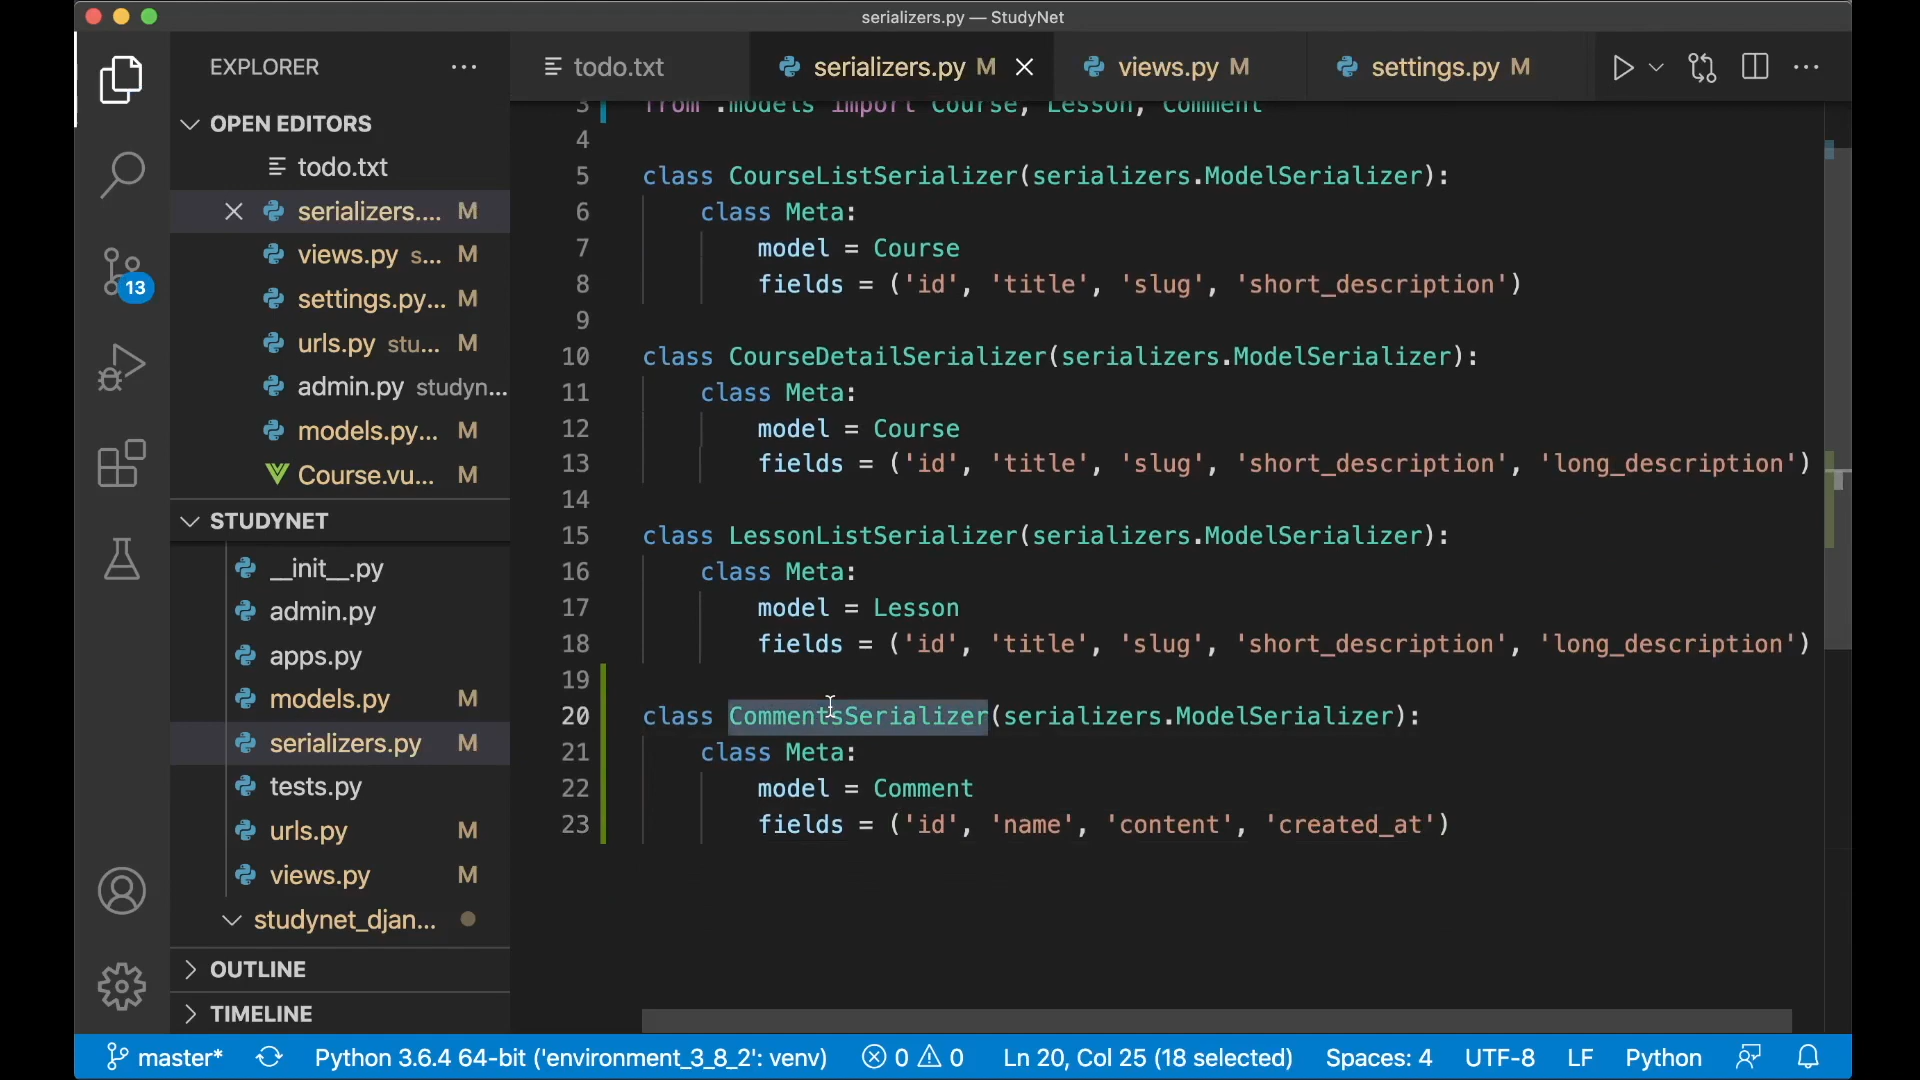 serializers.py — StudyNet
EXPLORER
todo.txt
serializers.py M
views.py M
settings.py M
OPEN EDITORS
todo.txt
serializers.... M
views.py s... M
settings.py... M
urls.py stu... M
admin.py studyn...
models.py... M
Course.vu... M
STUDYNET
__init__.py
admin.py
apps.py
models.py M
serializers.py M
tests.py
urls.py M
views.py M
studynet_djan...
OUTLINE
TIMELINE
13
3 from .models import Course, Lesson, Comment
4
5 class CourseListSerializer(serializers.ModelSerializer):
6 class Meta:
7 model = Course
8 fields = ('id', 'title', 'slug', 'short_description')
9
10 class CourseDetailSerializer(serializers.ModelSerializer):
11 class Meta:
12 model = Course
13 fields = ('id', 'title', 'slug', 'short_description', 'long_description')
14
15 class LessonListSerializer(serializers.ModelSerializer):
16 class Meta:
17 model = Lesson
18 fields = ('id', 'title', 'slug', 'short_description', 'long_description')
19
20 class CommentsSerializer(serializers.ModelSerializer):
21 class Meta:
22 model = Comment
23 fields = ('id', 'name', 'content', 'created_at')
master* Python 3.6.4 64-bit ('environment_3_8_2': venv) 0 0 Ln 20, Col 25 (18 selected) Spaces: 4 UTF-8 LF Python